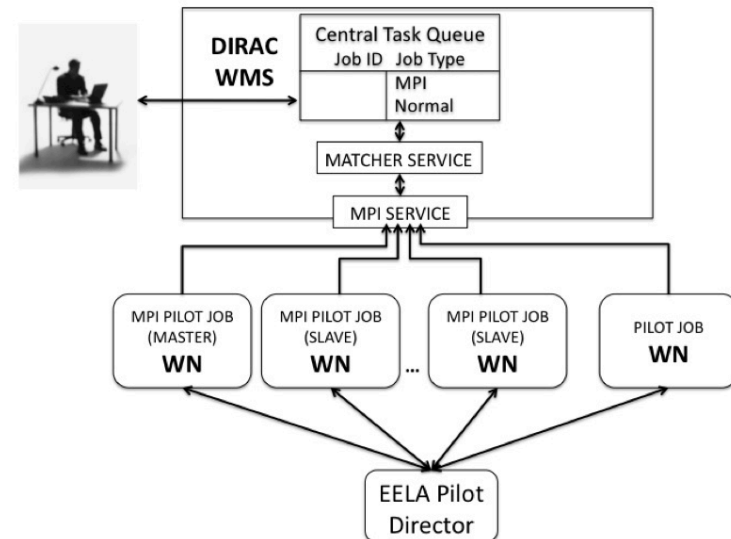 DIRAC
WMS
Central Task Queue
Job ID Job Type
MPI
Normal
MATCHER SERVICE
MPI SERVICE
MPI PILOT JOB
(MASTER)
WN
MPI PILOT JOB
(SLAVE)
WN
...
MPI PILOT JOB
(SLAVE)
WN
PILOT JOB
WN
EELA Pilot
Director